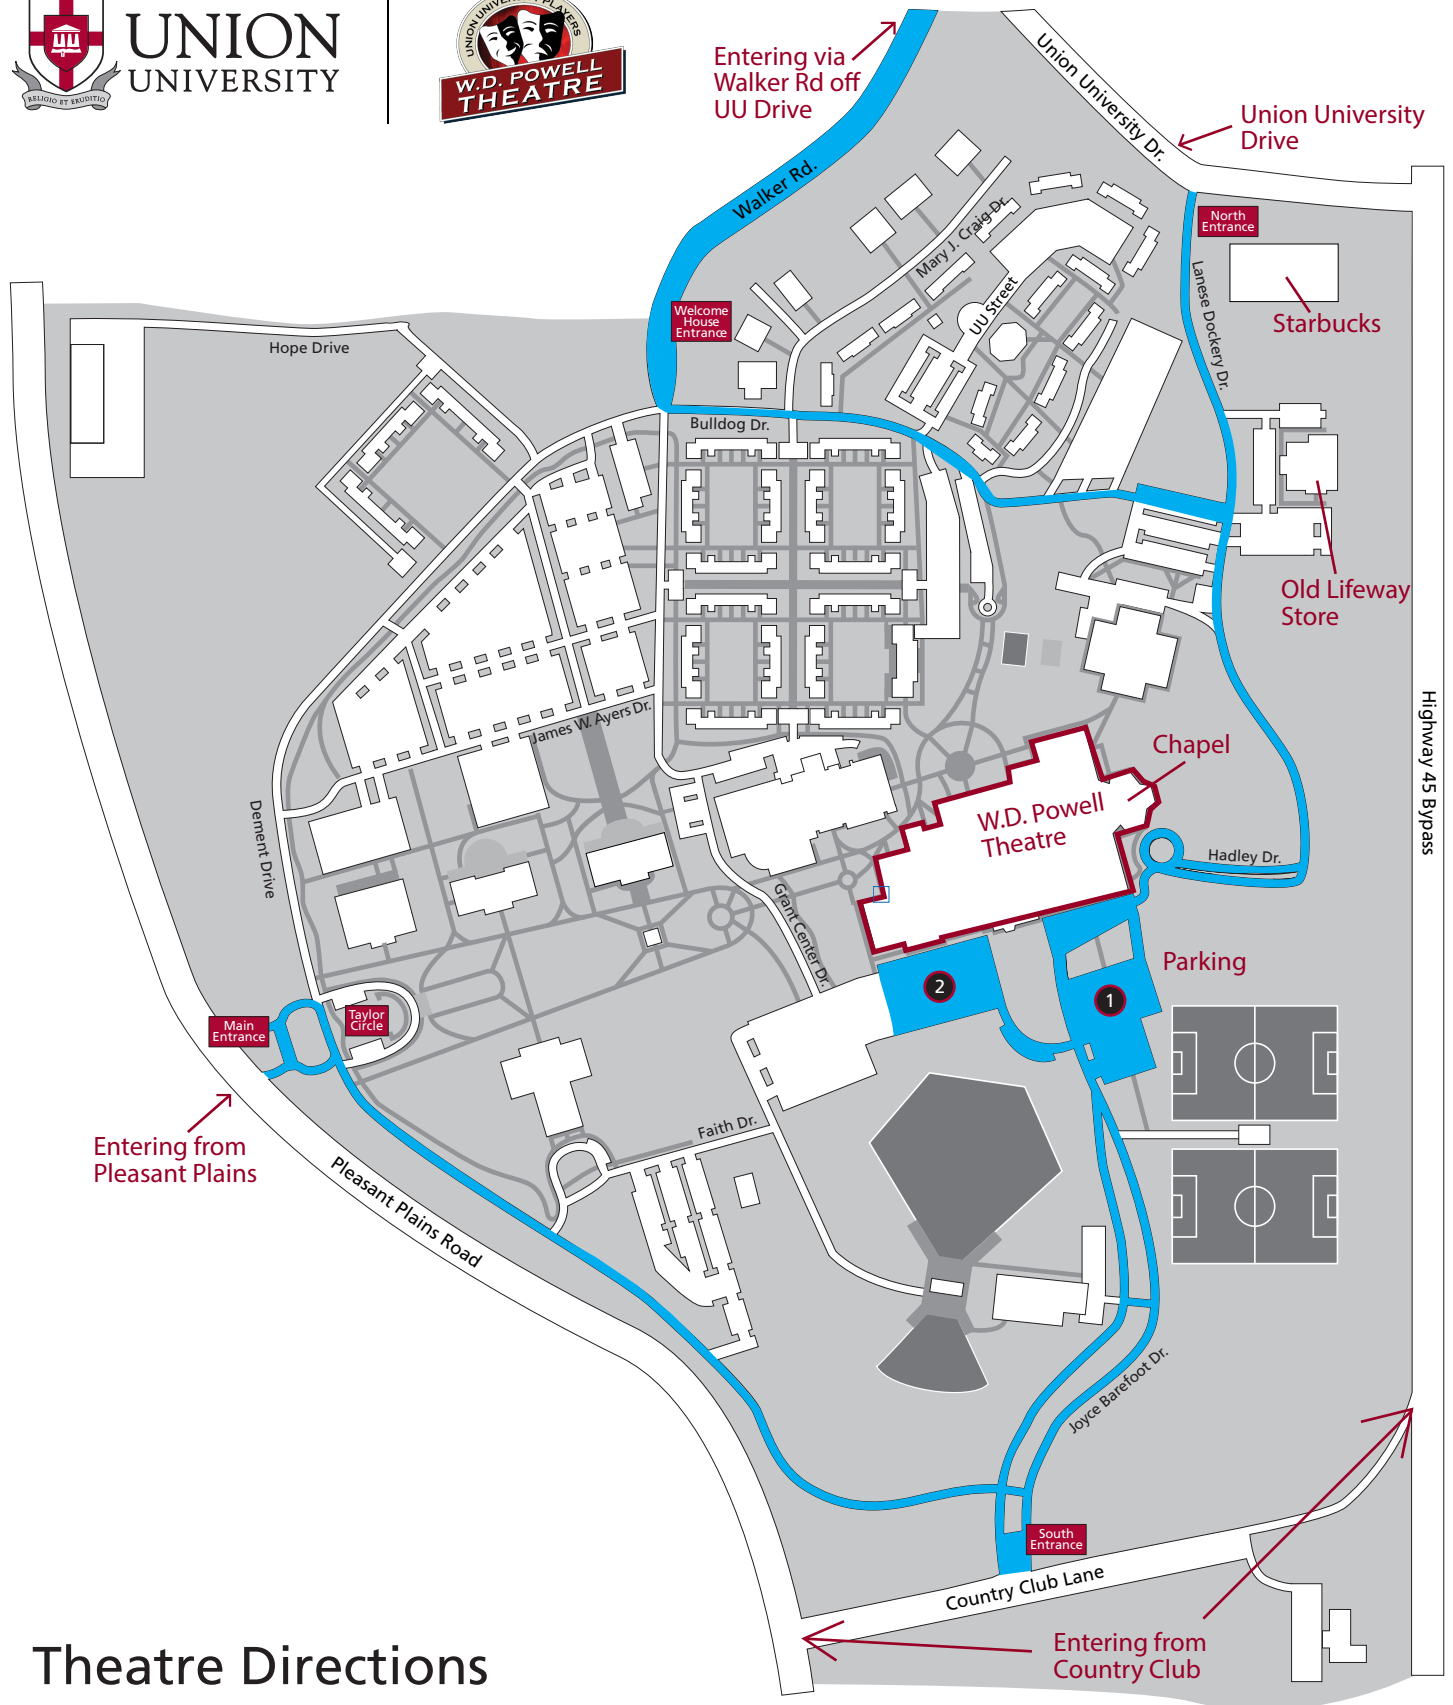 UNION
UNIVERSITY
RELIGIO ET ERUDITIO
UNION UNIVERSITY PLAYERS
W.D. POWELL
THEATRE
Entering via
Walker Rd off
UU Drive
Union University Dr.
Union University
Drive
Walker Rd.
North
Entrance
Mary J. Craig Dr.
Lanese Dockery Dr.
UU Street
Starbucks
Welcome
House
Entrance
Hope Drive
Bulldog Dr.
Old Lifeway
Store
James W. Ayers Dr.
Highway 45 Bypass
Chapel
W.D. Powell
Theatre
Dement Drive
Hadley Dr.
Grant Center Dr.
Parking
2
1
Main
Entrance
Taylor
Circle
Entering from
Pleasant Plains
Faith Dr.
Pleasant Plains Road
Joyce Barefoot Dr.
South
Entrance
Country Club Lane
Entering from
Country Club
Theatre Directions